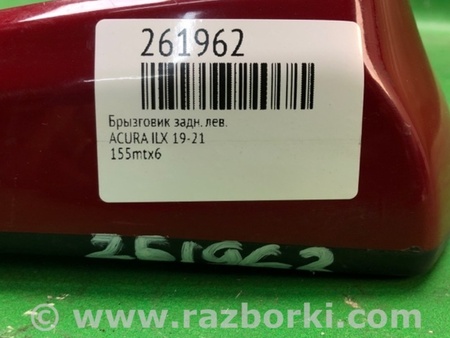 261962
Брызговик задн. лев.
ACURA ILX 19-21
155mtx6
261962
www.razborki.com